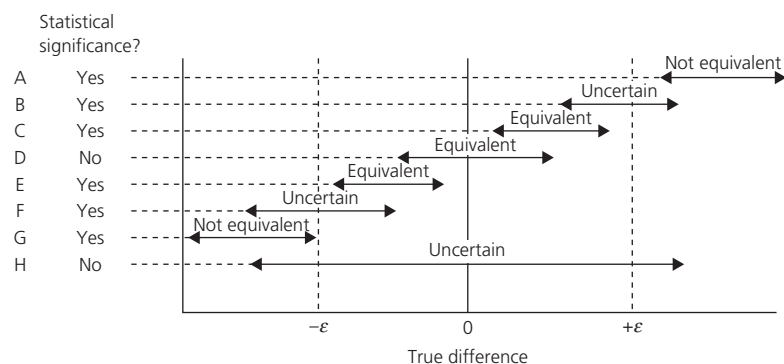 Statistical
significance?
A Yes Not equivalent
B Yes Uncertain
C Yes Equivalent
D No Equivalent
E Yes Equivalent
F Yes Uncertain
G Yes Not equivalent
H No Uncertain
−ε 0 +ε
True difference